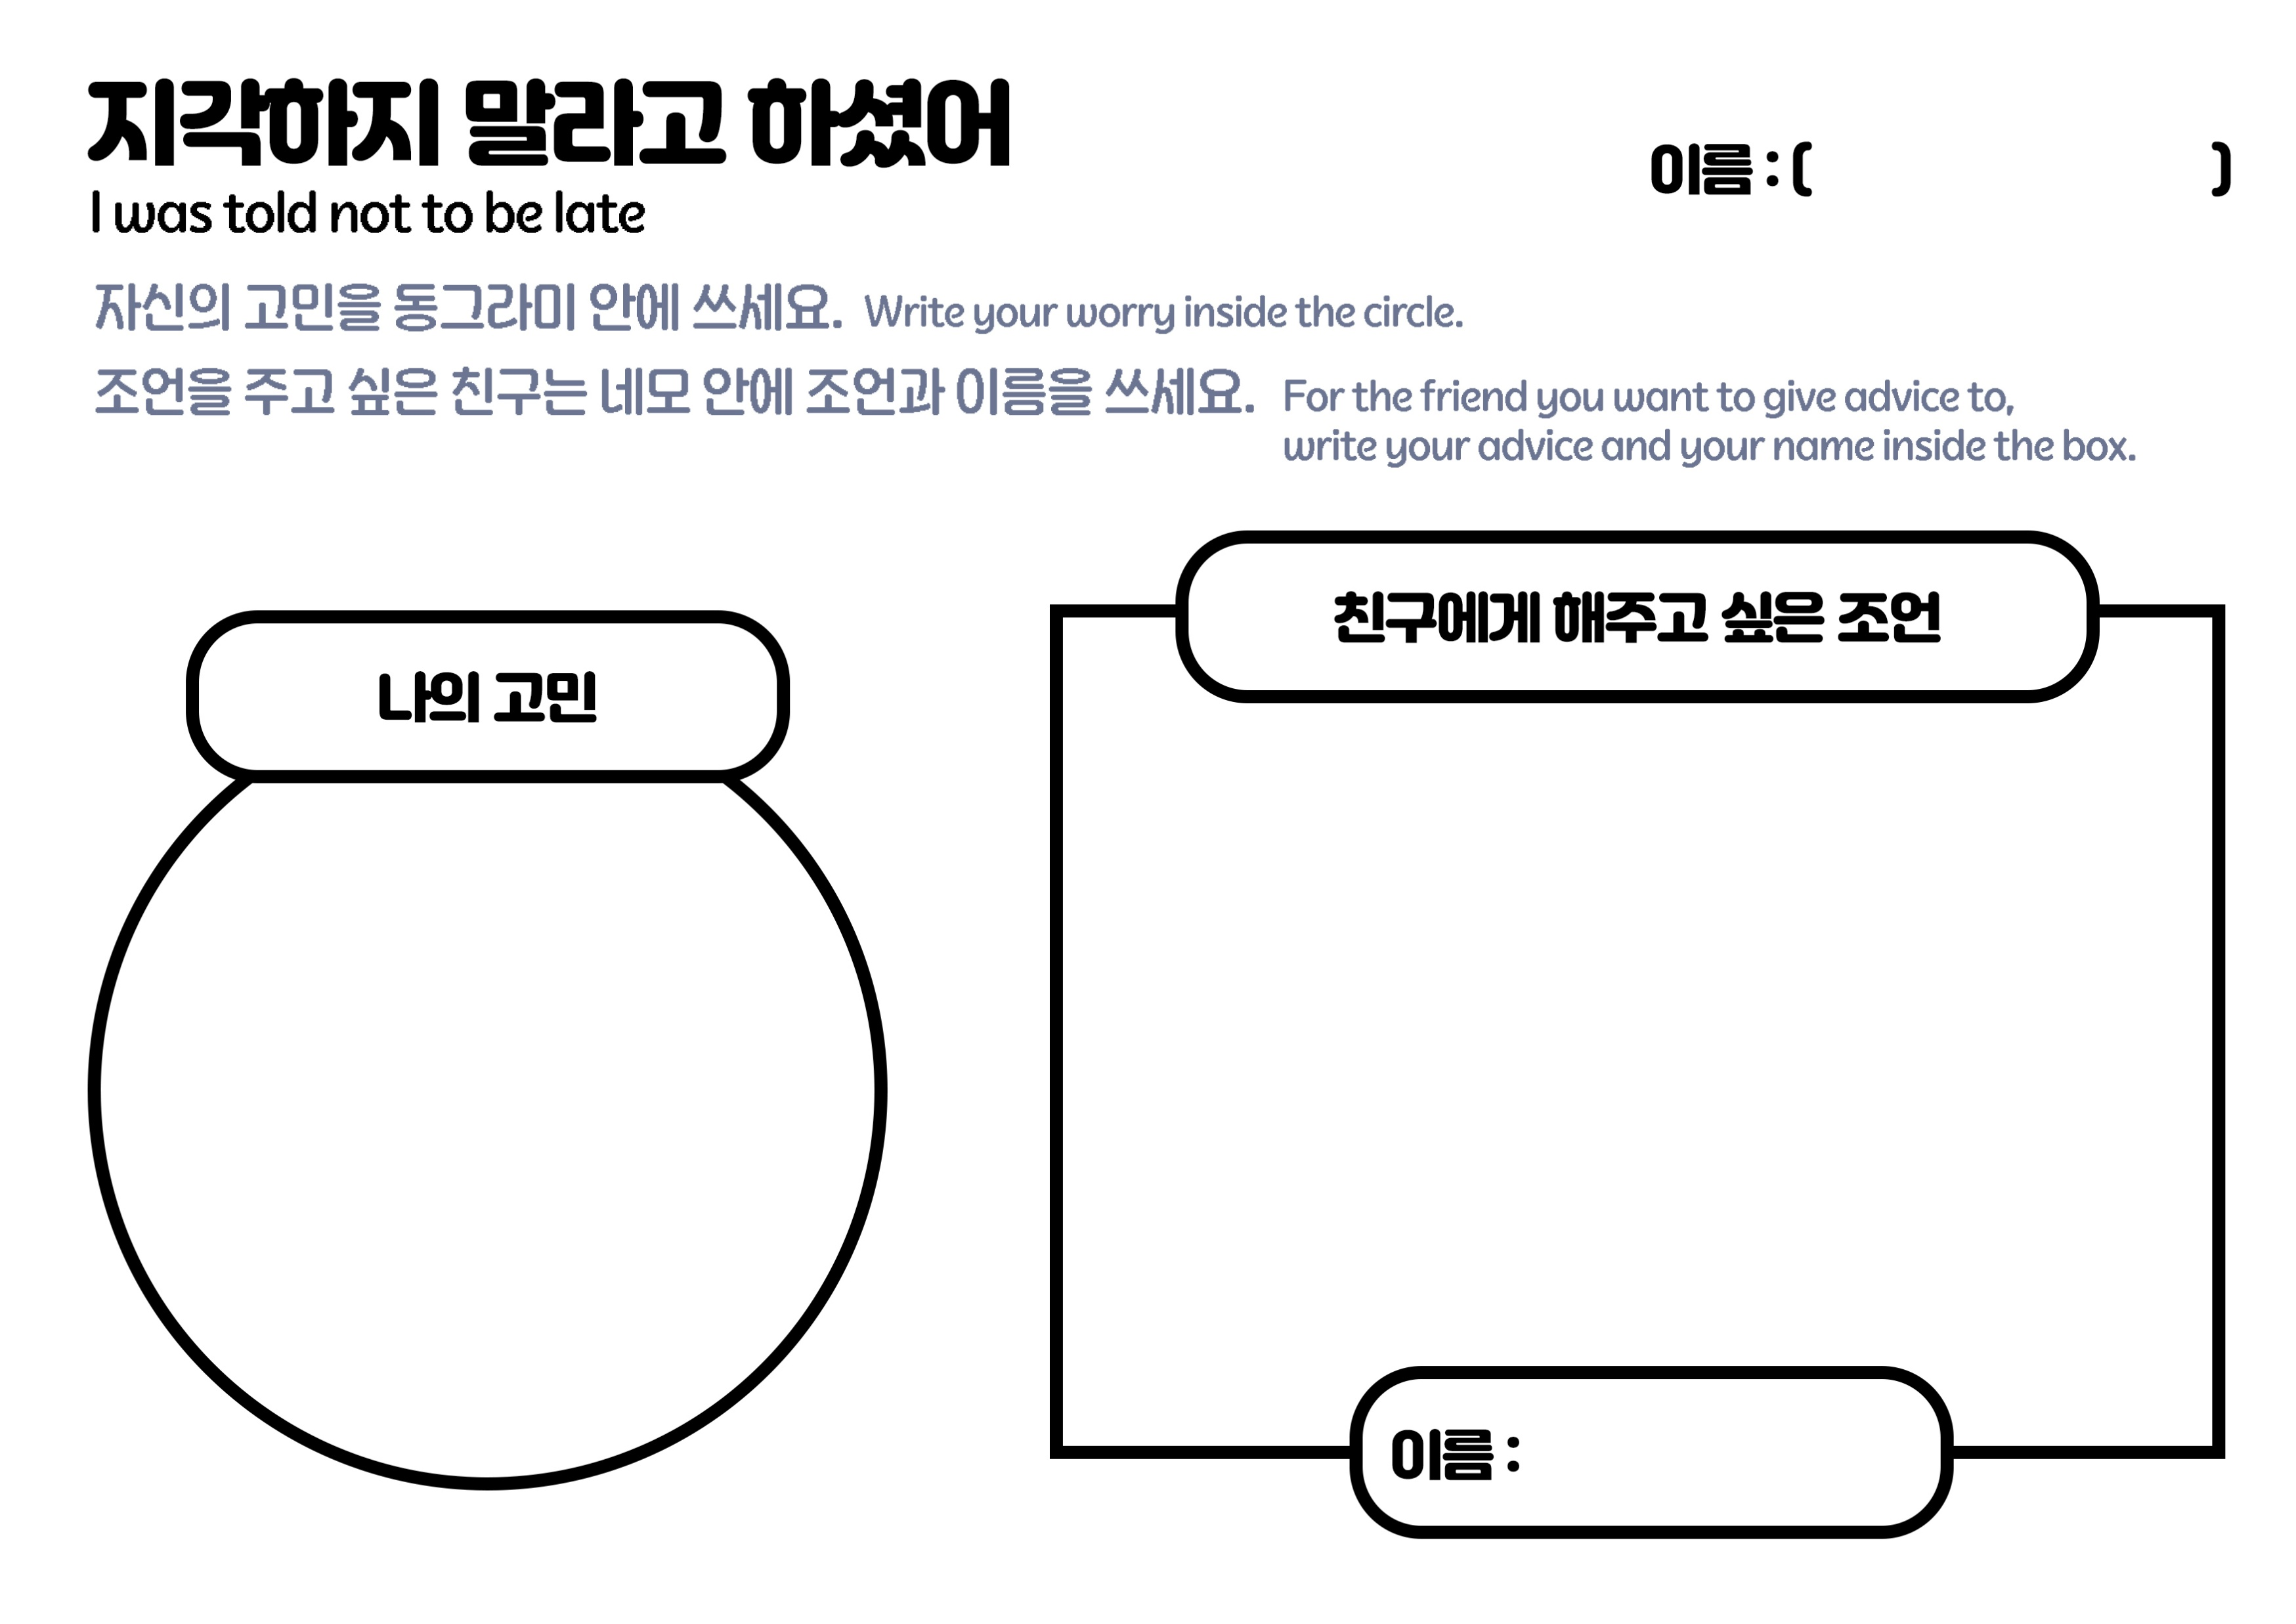 지각하지 말라고 하셨어
I was told not to be late
이름 : ( )
자신의 고민을 동그라미 안에 쓰세요. Write your worry inside the circle.
조언을 주고 싶은 친구는 네모 안에 조언과 이름을 쓰세요. For the friend you want to give advice to,
write your advice and your name inside the box.
나의 고민
친구에게 해주고 싶은 조언
이름 :